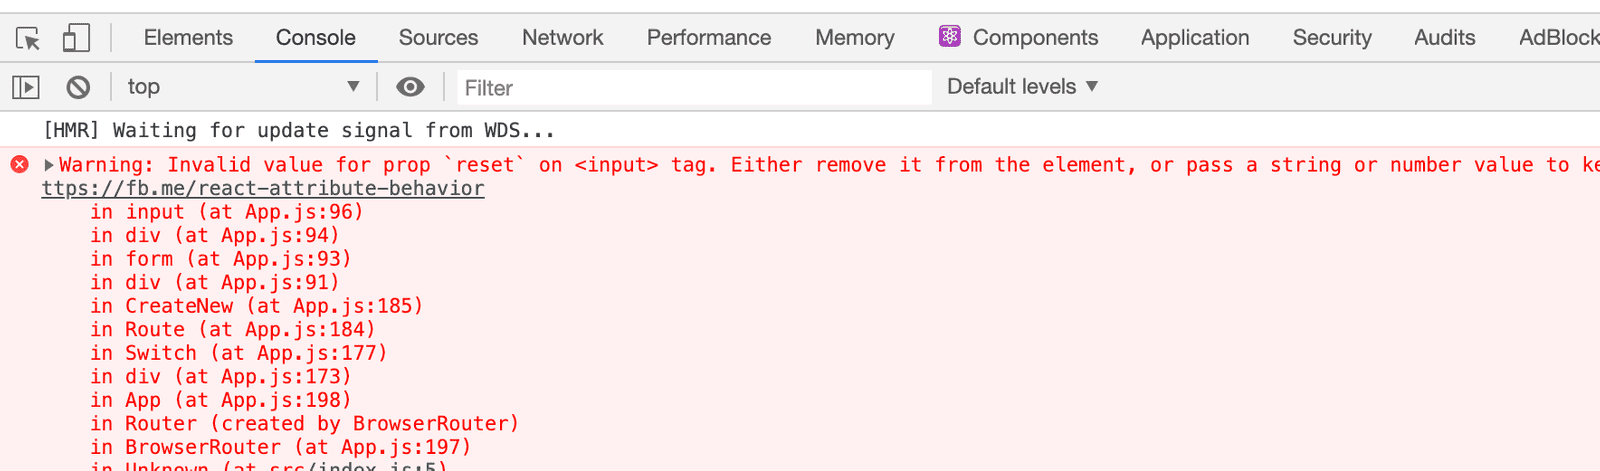 Elements Console Sources Network Performance Memory Components Application Security Audits AdBlock
top Filter Default levels
[HMR] Waiting for update signal from WDS...
Warning: Invalid value for prop `reset` on <input> tag. Either remove it from the element, or pass a string or number value to ke
ttps://fb.me/react-attribute-behavior
in input (at App.js:96)
in div (at App.js:94)
in form (at App.js:93)
in div (at App.js:91)
in CreateNew (at App.js:185)
in Route (at App.js:184)
in Switch (at App.js:177)
in div (at App.js:173)
in App (at App.js:198)
in Router (created by BrowserRouter)
in BrowserRouter (at App.js:197)
in Unknown (at src/index.js:5)